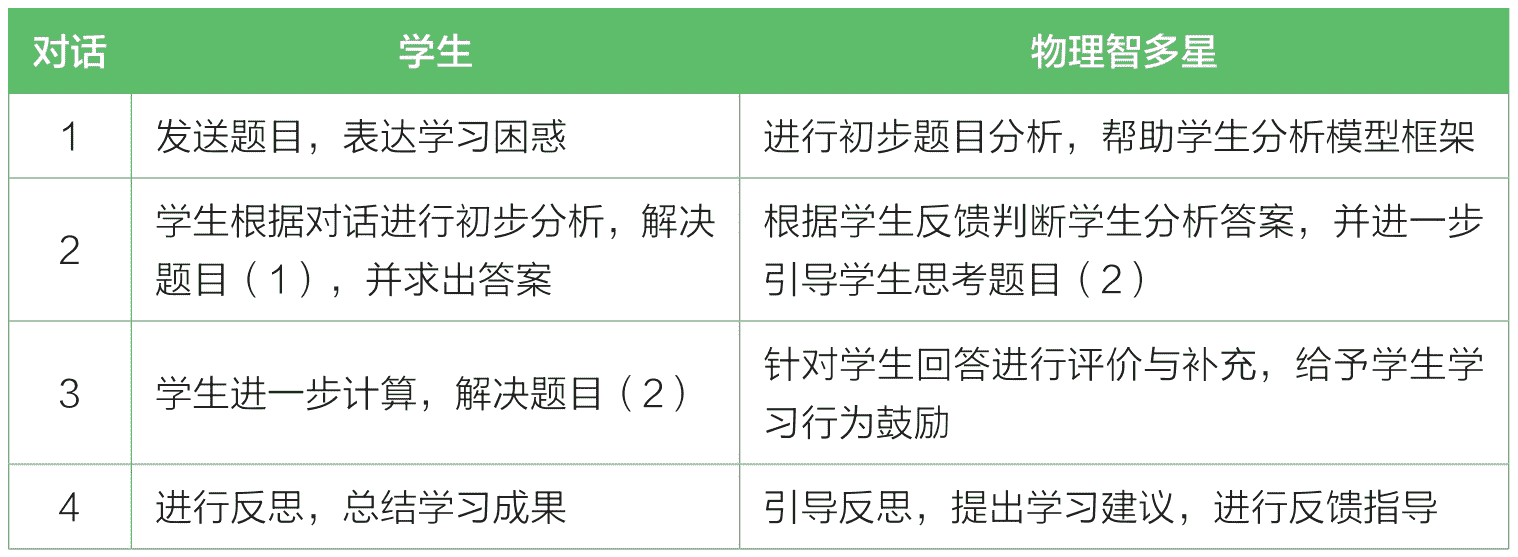 对话 学生 物理智多星
1 发送题目，表达学习困惑 进行初步题目分析，帮助学生分析模型框架
2 学生根据对话进行初步分析，解决
题目（1），并求出答案
根据学生反馈判断学生分析答案，并进一步
引导学生思考题目（2）
3 学生进一步计算，解决题目（2）
针对学生回答进行评价与补充，给予学生学
习行为鼓励
4 进行反思，总结学习成果 引导反思，提出学习建议，进行反馈指导